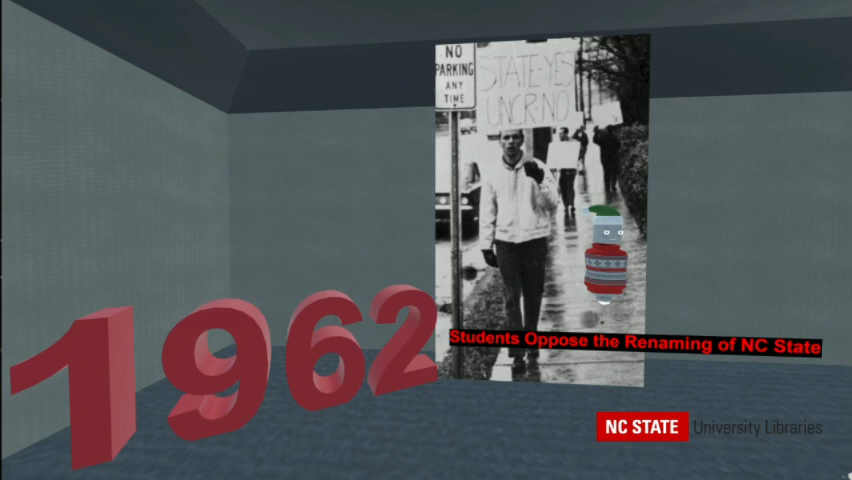 NO
PARKING
ANY
TIME
STATE-YES
UNCR-NO
1962
Students Oppose the Renaming of NC State
NC STATE University Libraries